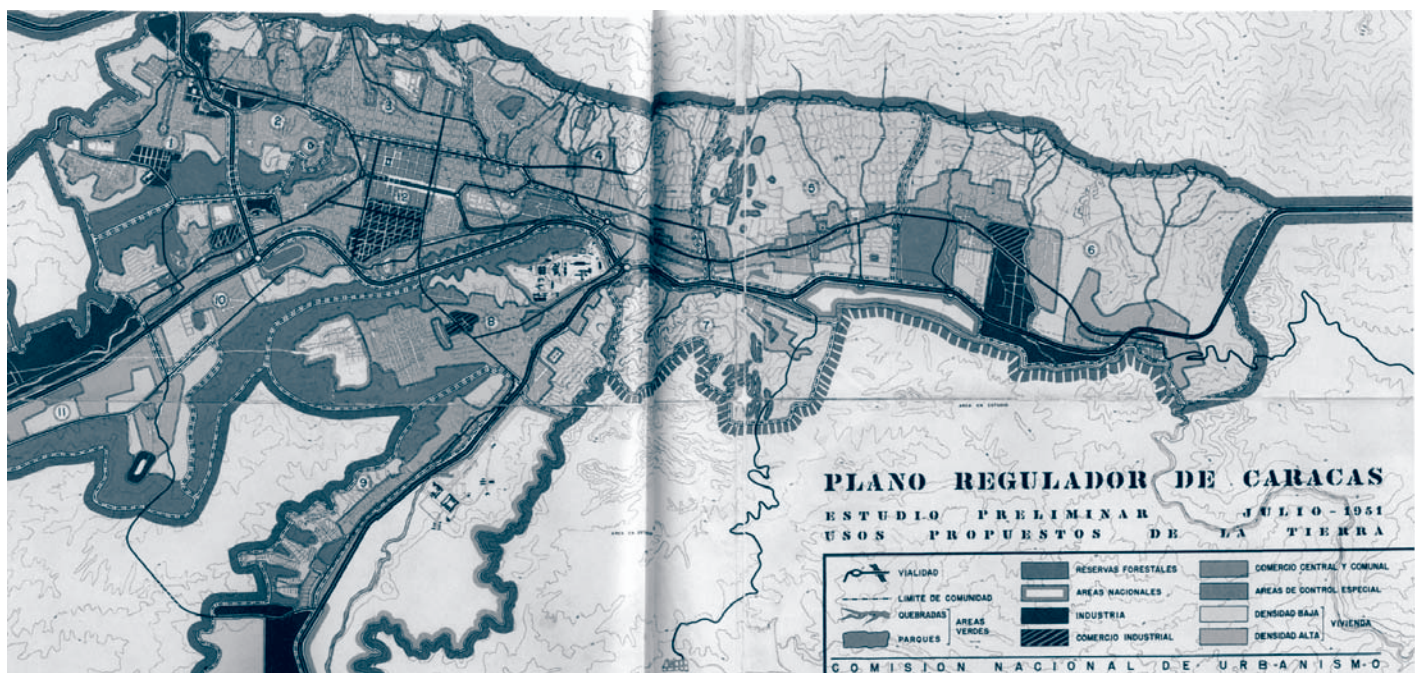 3
2
1
4
5
12
6
10
8
7
11
9
AREA EN ESTUDIO
AREA EN
PLANO REGULADOR DE CARACAS
ESTUDIO PRELIMINAR JULIO-1951
USOS PROPUESTOS DE LA TIERRA
VIALIDAD
LIMITE DE COMUNIDAD
QUEBRADAS
PARQUES
AREAS
VERDES
RESERVAS FORESTALES
AREAS NACIONALES
INDUSTRIA
COMERCIO INDUSTRIAL
COMERCIO CENTRAL Y COMUNAL
AREAS DE CONTROL ESPECIAL
DENSIDAD BAJA
DENSIDAD ALTA
VIVIENDA
COMISION NACIONAL DE URBANISMO